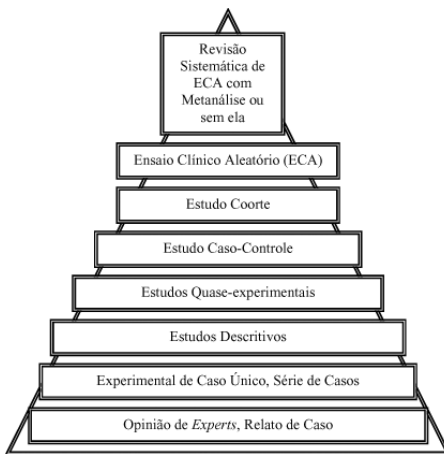 Revisão
Sistemática de
ECA com
Metanálise ou
sem ela
Ensaio Clínico Aleatório (ECA)
Estudo Coorte
Estudo Caso-Controle
Estudos Quase-experimentais
Estudos Descritivos
Experimental de Caso Único, Série de Casos
Opinião de Experts, Relato de Caso